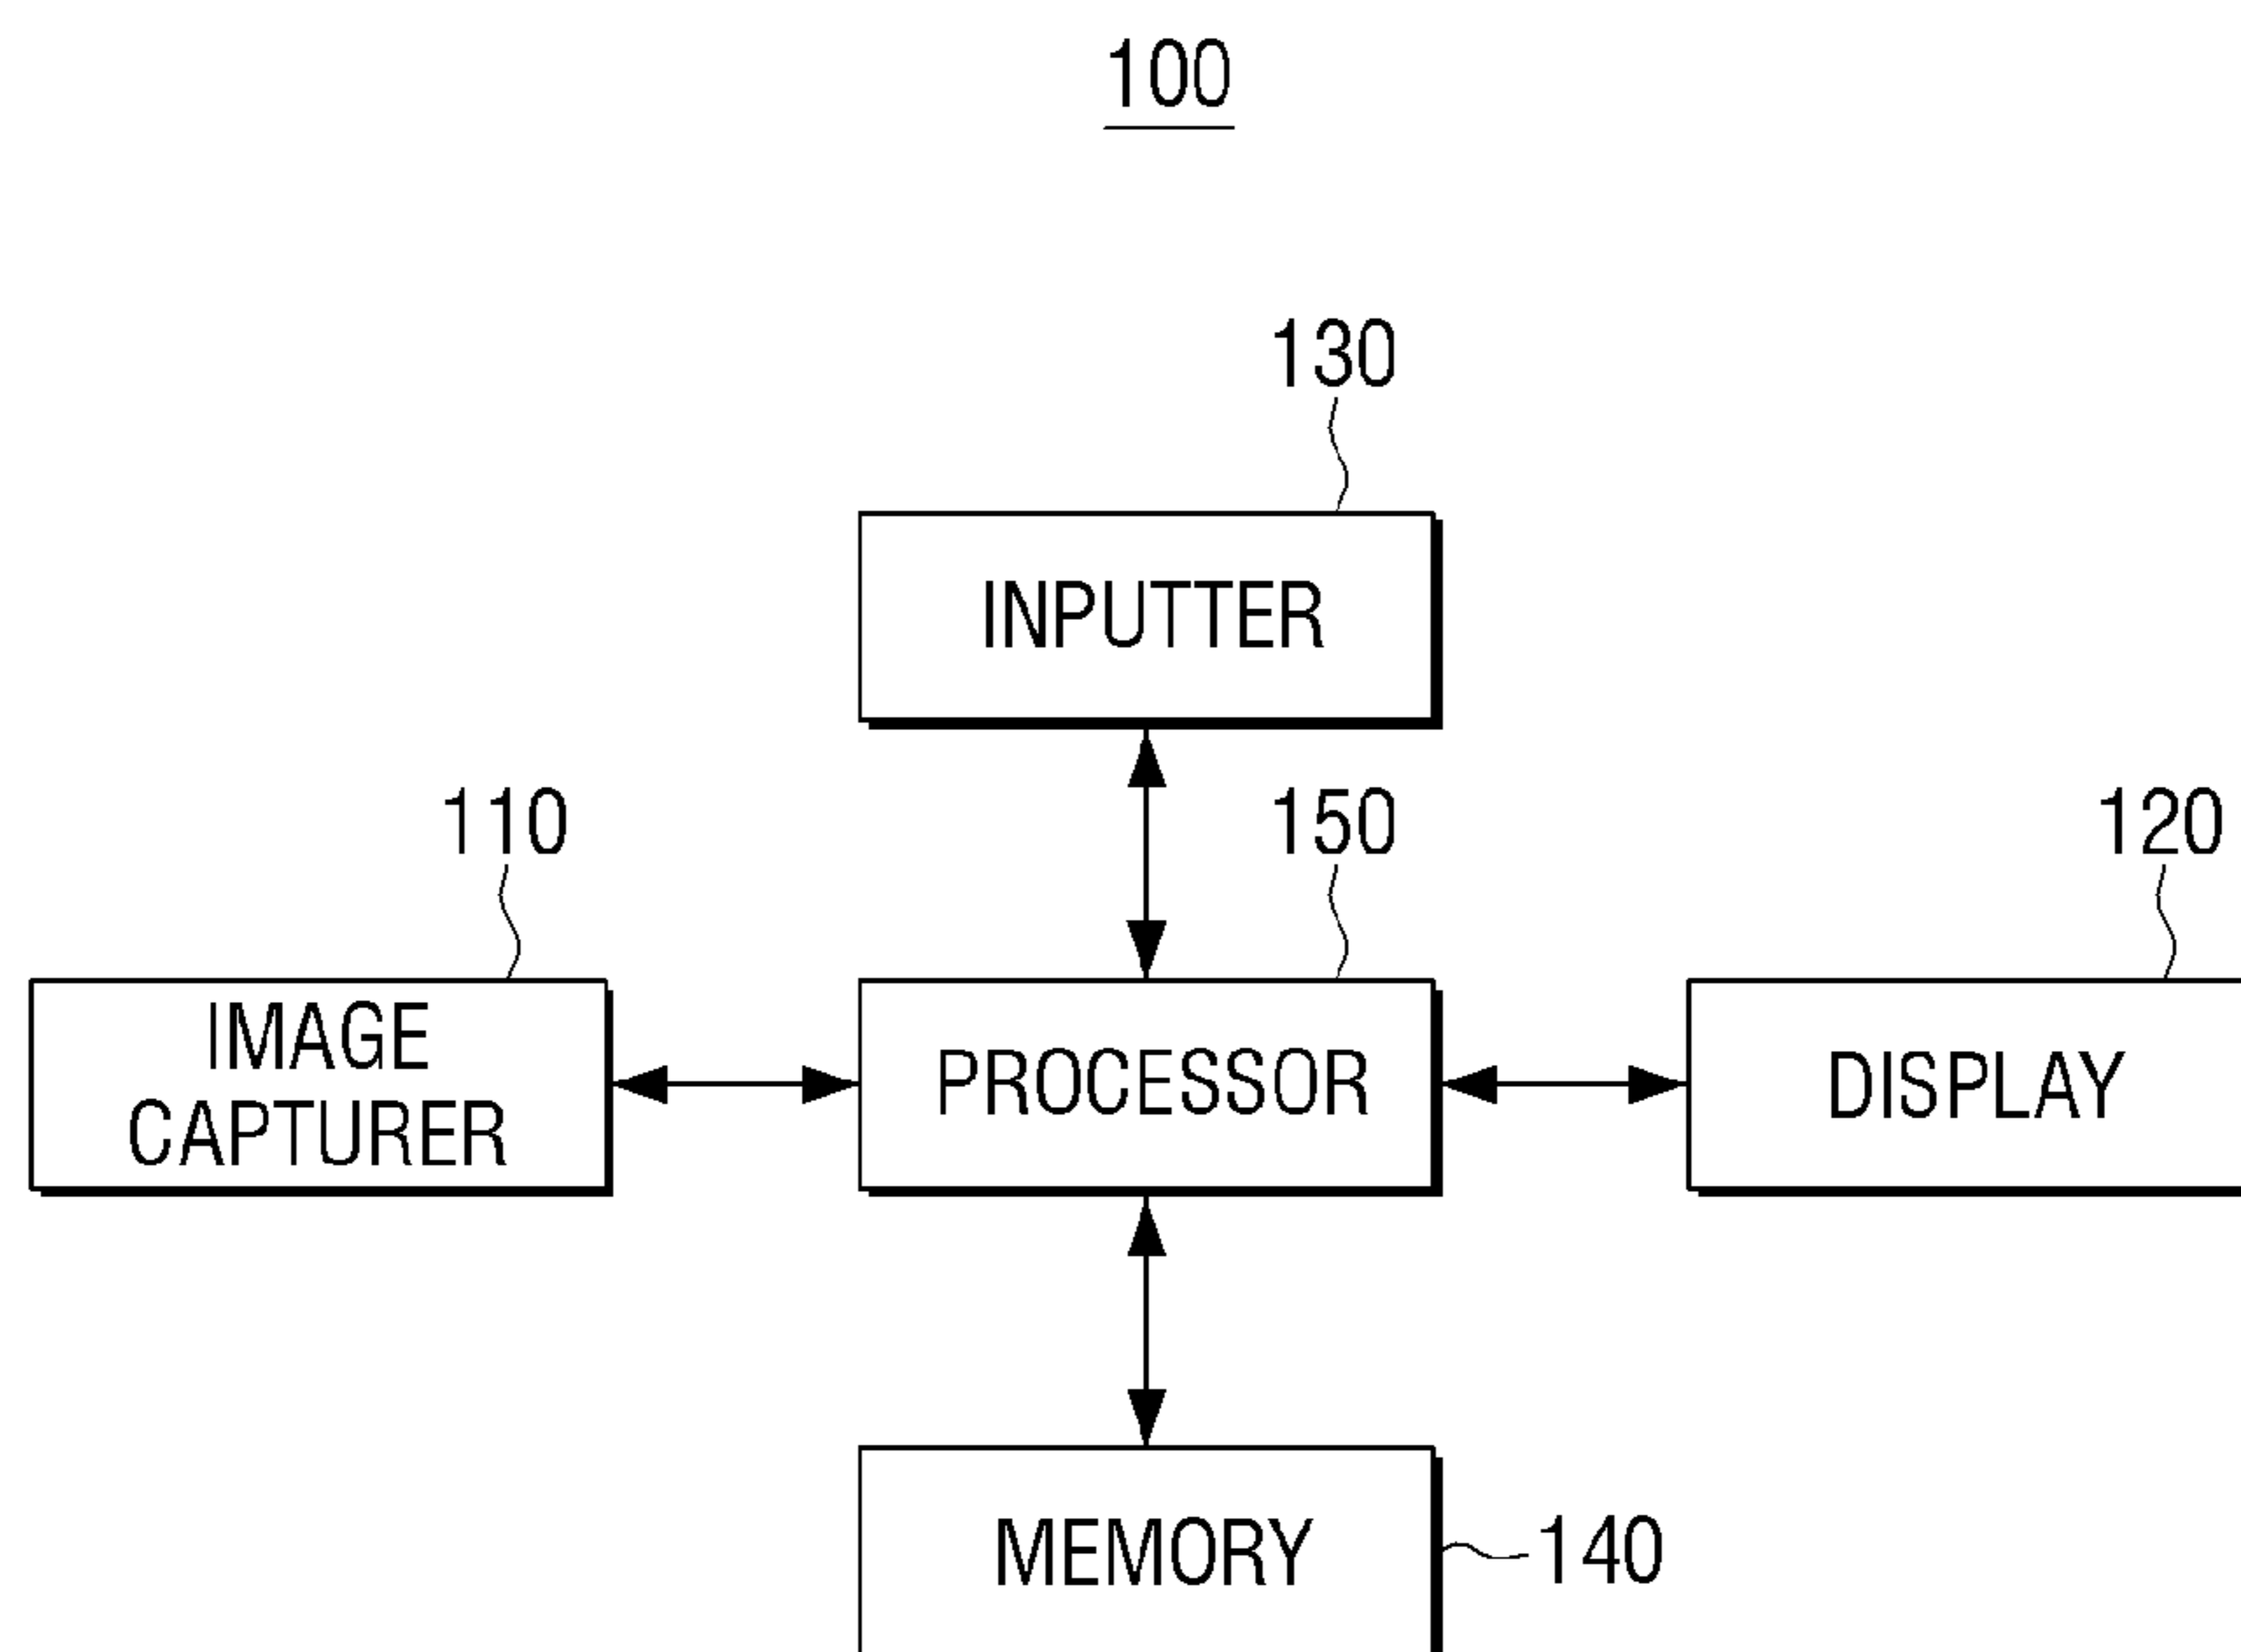 100
130
INPUTTER
110
150
120
IMAGE
CAPTURER
PROCESSOR
DISPLAY
MEMORY
140